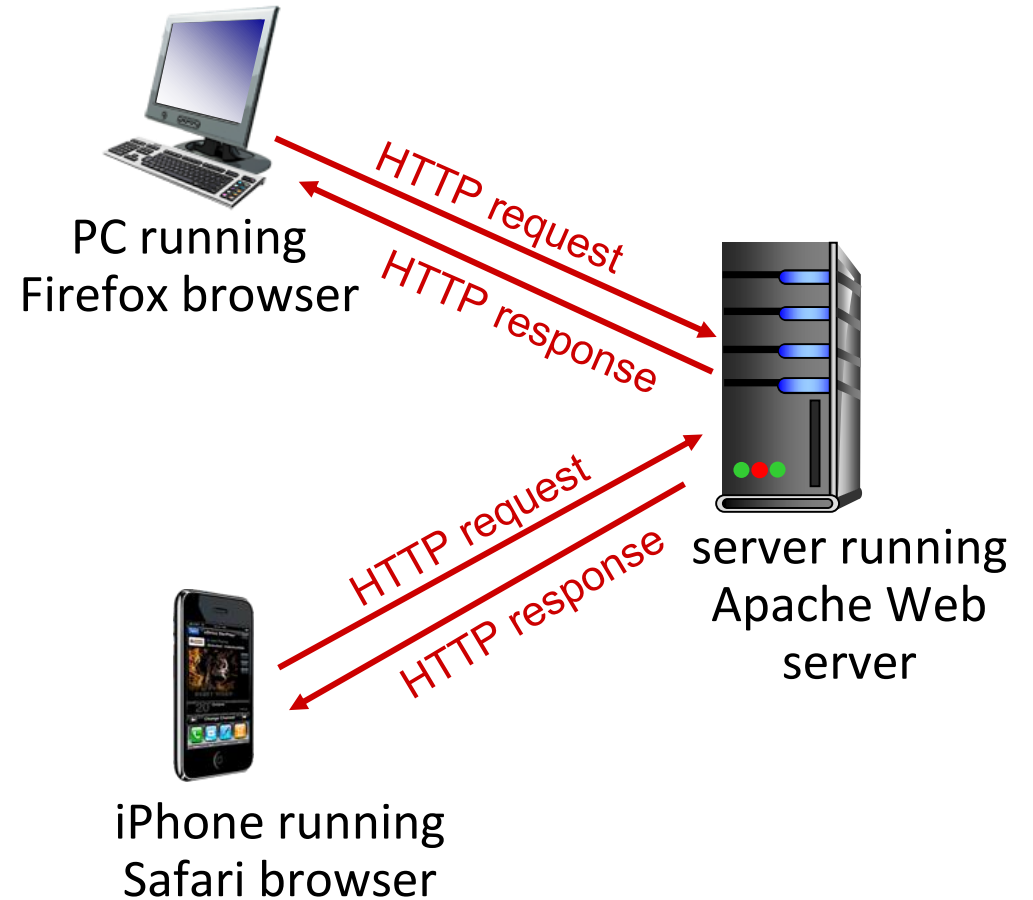 HTTP request
HTTP response
PC running
Firefox browser
HTTP request
HTTP response
server running
Apache Web
server
iPhone running
Safari browser